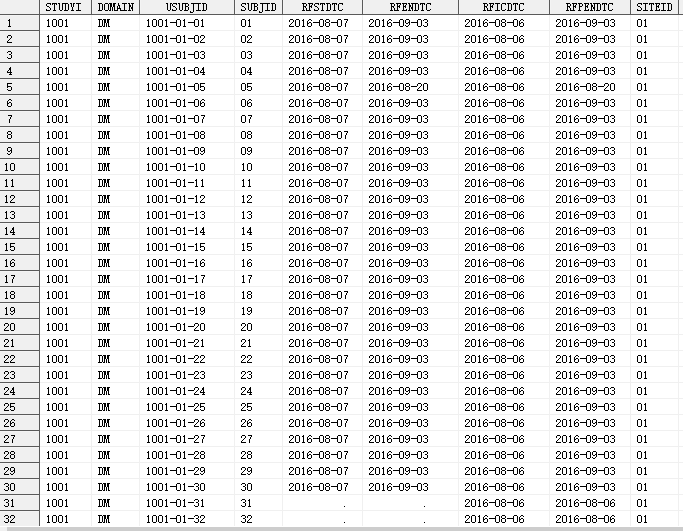 STUDYI DOMAIN USUBJID SUBJID RFSTDTC RFENDTC RFICDTC RFPENDTC SITEID
1 1001 DM 1001-01-01 01 2016-08-07 2016-09-03 2016-08-06 2016-09-03 01
2 1001 DM 1001-01-02 02 2016-08-07 2016-09-03 2016-08-06 2016-09-03 01
3 1001 DM 1001-01-03 03 2016-08-07 2016-09-03 2016-08-06 2016-09-03 01
4 1001 DM 1001-01-04 04 2016-08-07 2016-09-03 2016-08-06 2016-09-03 01
5 1001 DM 1001-01-05 05 2016-08-07 2016-08-20 2016-08-06 2016-08-20 01
6 1001 DM 1001-01-06 06 2016-08-07 2016-09-03 2016-08-06 2016-09-03 01
7 1001 DM 1001-01-07 07 2016-08-07 2016-09-03 2016-08-06 2016-09-03 01
8 1001 DM 1001-01-08 08 2016-08-07 2016-09-03 2016-08-06 2016-09-03 01
9 1001 DM 1001-01-09 09 2016-08-07 2016-09-03 2016-08-06 2016-09-03 01
10 1001 DM 1001-01-10 10 2016-08-07 2016-09-03 2016-08-06 2016-09-03 01
11 1001 DM 1001-01-11 11 2016-08-07 2016-09-03 2016-08-06 2016-09-03 01
12 1001 DM 1001-01-12 12 2016-08-07 2016-09-03 2016-08-06 2016-09-03 01
13 1001 DM 1001-01-13 13 2016-08-07 2016-09-03 2016-08-06 2016-09-03 01
14 1001 DM 1001-01-14 14 2016-08-07 2016-09-03 2016-08-06 2016-09-03 01
15 1001 DM 1001-01-15 15 2016-08-07 2016-09-03 2016-08-06 2016-09-03 01
16 1001 DM 1001-01-16 16 2016-08-07 2016-09-03 2016-08-06 2016-09-03 01
17 1001 DM 1001-01-17 17 2016-08-07 2016-09-03 2016-08-06 2016-09-03 01
18 1001 DM 1001-01-18 18 2016-08-07 2016-09-03 2016-08-06 2016-09-03 01
19 1001 DM 1001-01-19 19 2016-08-07 2016-09-03 2016-08-06 2016-09-03 01
20 1001 DM 1001-01-20 20 2016-08-07 2016-09-03 2016-08-06 2016-09-03 01
21 1001 DM 1001-01-21 21 2016-08-07 2016-09-03 2016-08-06 2016-09-03 01
22 1001 DM 1001-01-22 22 2016-08-07 2016-09-03 2016-08-06 2016-09-03 01
23 1001 DM 1001-01-23 23 2016-08-07 2016-09-03 2016-08-06 2016-09-03 01
24 1001 DM 1001-01-24 24 2016-08-07 2016-09-03 2016-08-06 2016-09-03 01
25 1001 DM 1001-01-25 25 2016-08-07 2016-09-03 2016-08-06 2016-09-03 01
26 1001 DM 1001-01-26 26 2016-08-07 2016-09-03 2016-08-06 2016-09-03 01
27 1001 DM 1001-01-27 27 2016-08-07 2016-09-03 2016-08-06 2016-09-03 01
28 1001 DM 1001-01-28 28 2016-08-07 2016-09-03 2016-08-06 2016-09-03 01
29 1001 DM 1001-01-29 29 2016-08-07 2016-09-03 2016-08-06 2016-09-03 01
30 1001 DM 1001-01-30 30 2016-08-07 2016-09-03 2016-08-06 2016-09-03 01
31 1001 DM 1001-01-31 31 . . 2016-08-06 2016-08-06 01
32 1001 DM 1001-01-32 32 . . 2016-08-06 2016-08-06 01